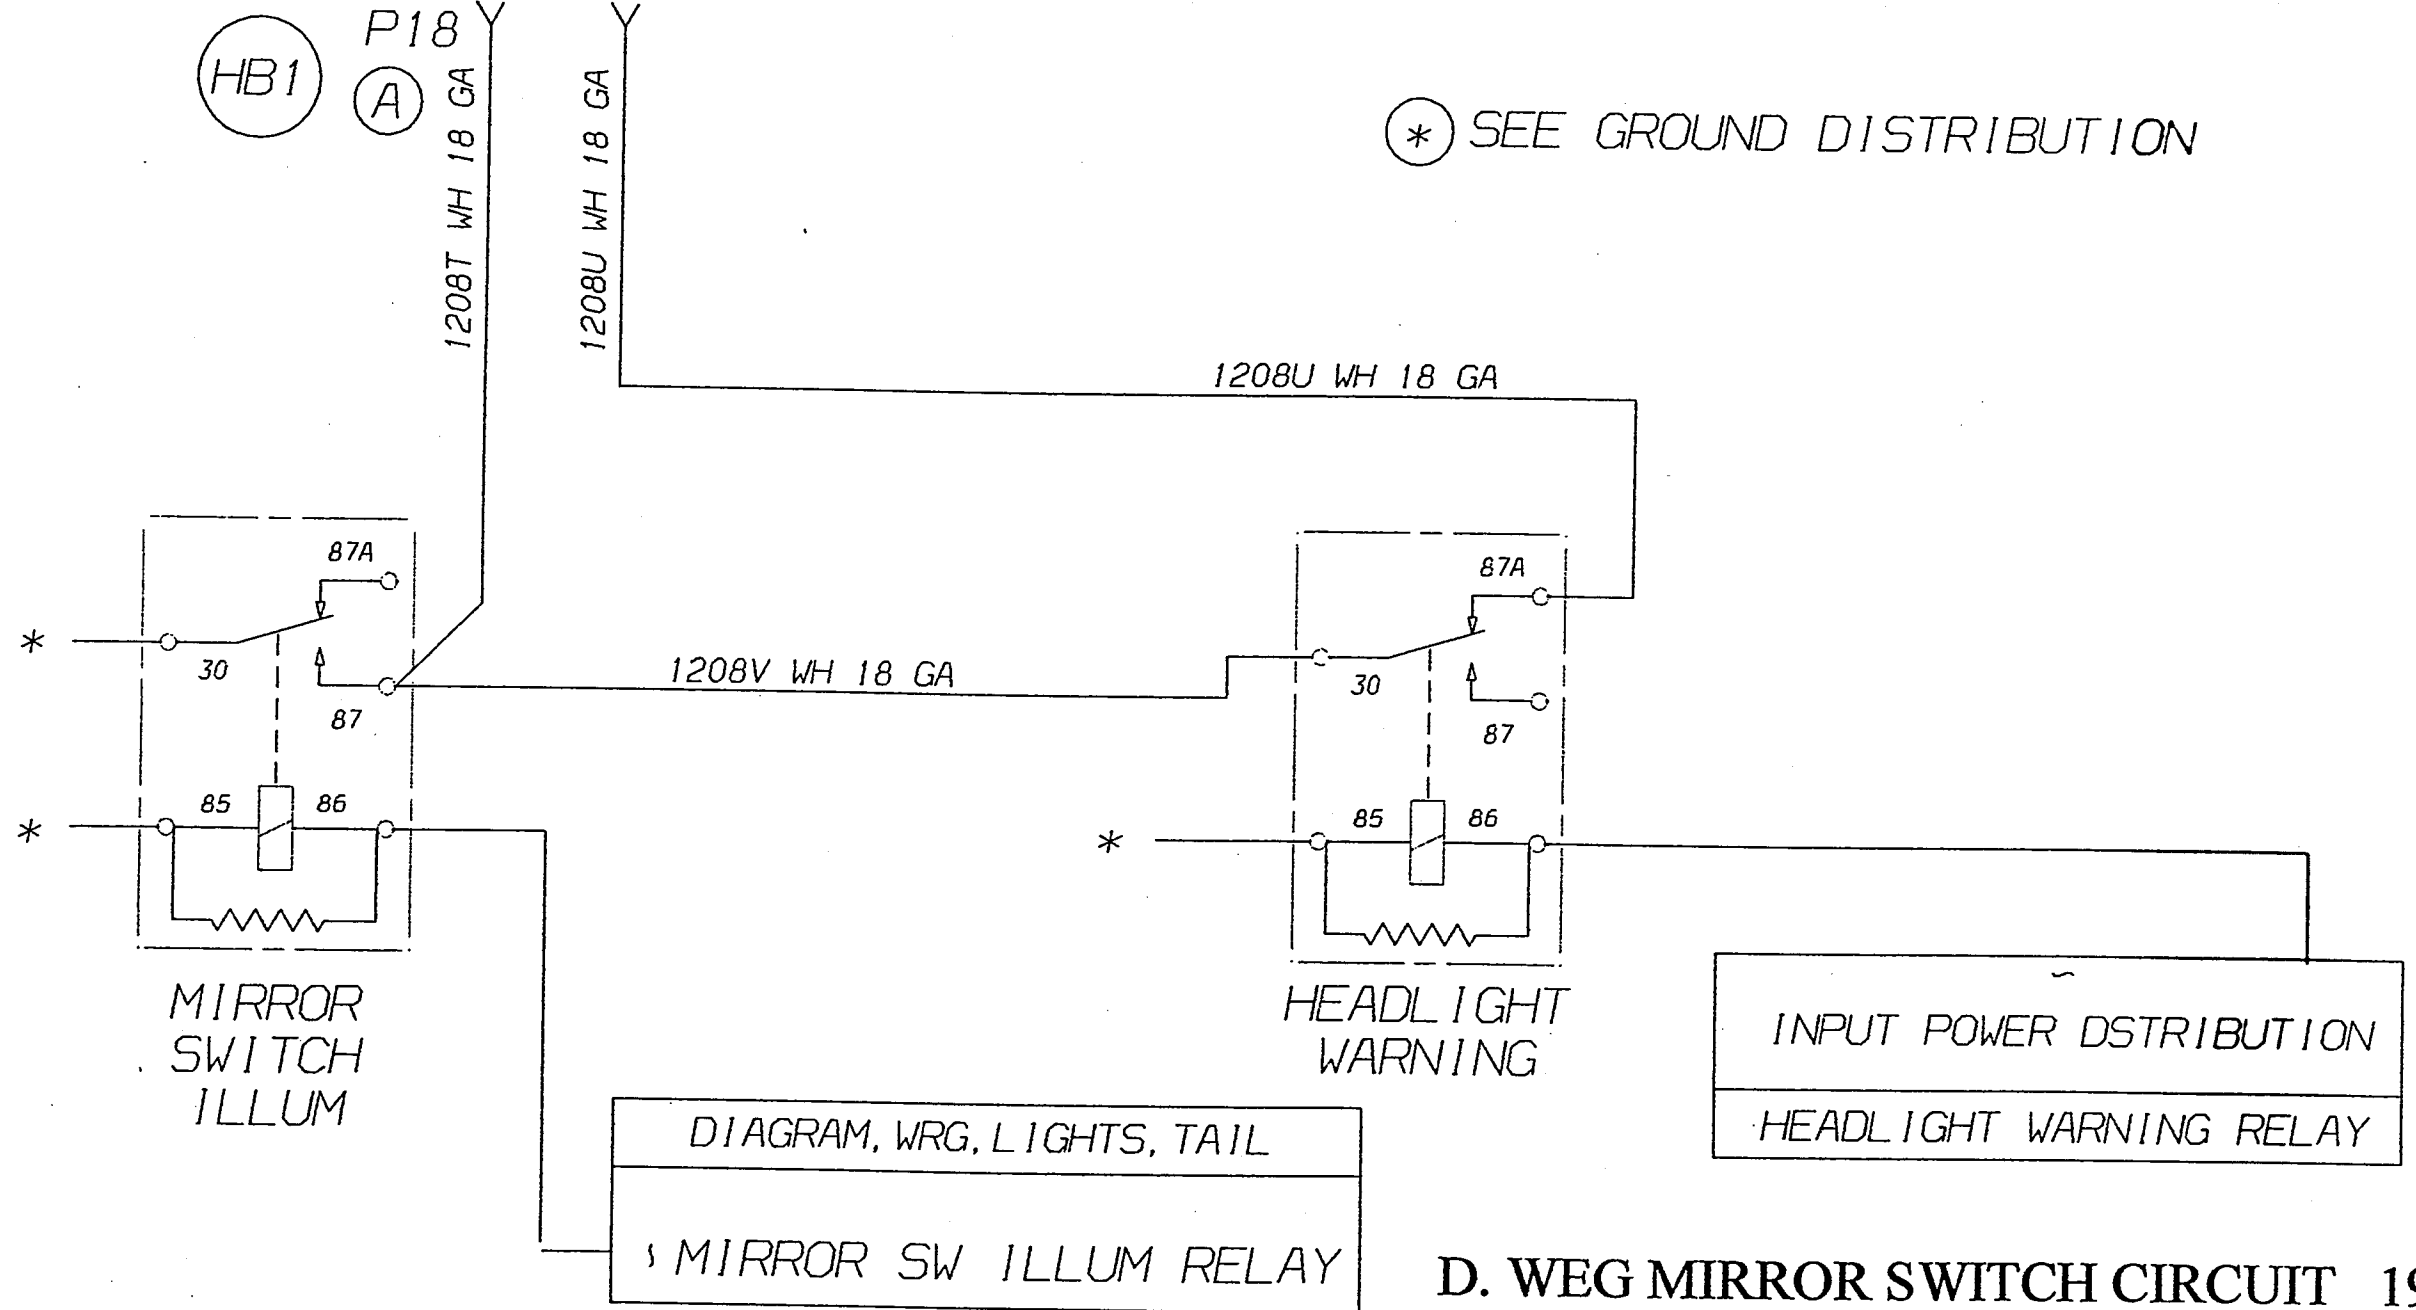 P18
HB1
A
1208T WH 18 GA
1208U WH 18 GA
* SEE GROUND DISTRIBUTION
1208U WH 18 GA
87A
87A
*
30
1208V WH 18 GA
30
87
87
*
85
86
*
85
86
MIRROR
SWITCH
ILLUM
HEADLIGHT
WARNING
INPUT POWER DSTRIBUTION
HEADLIGHT WARNING RELAY
DIAGRAM, WRG, LIGHTS, TAIL
MIRROR SW ILLUM RELAY
D. WEG MIRROR SWITCH CIRCUIT